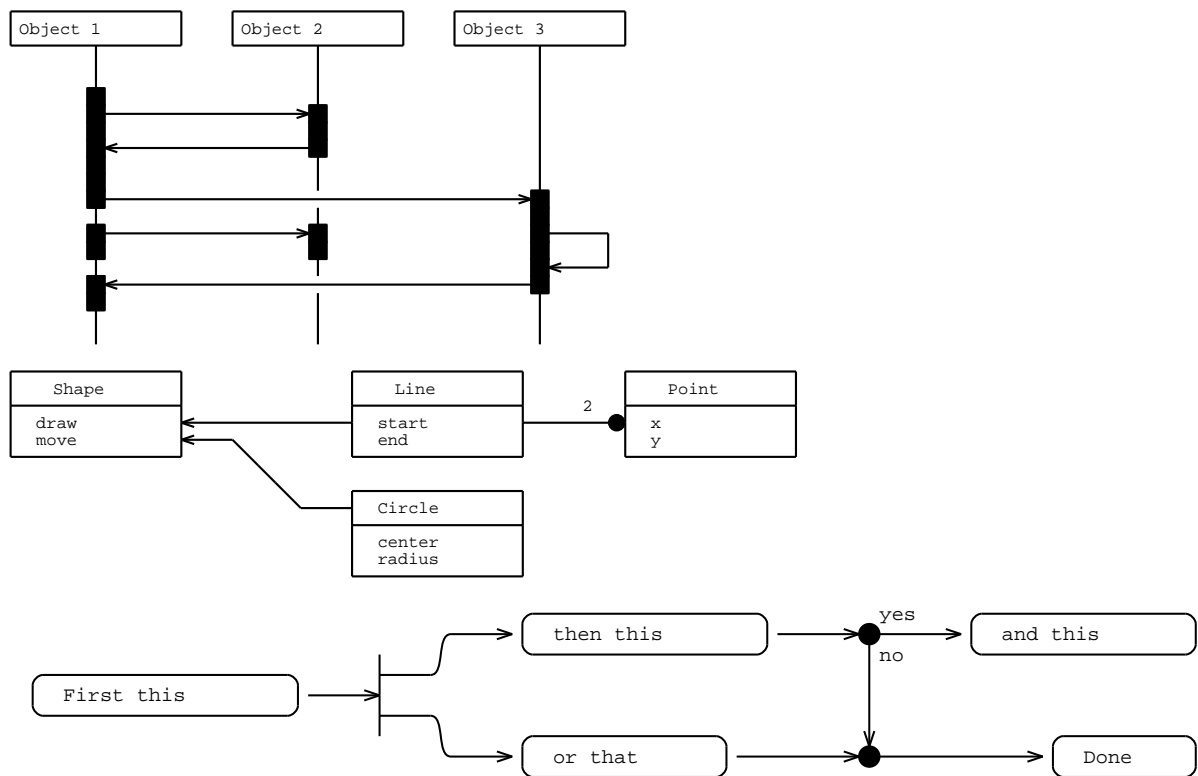 Object 1
Object 2
Object 3
Shape
draw
move
Line
start
end
2
Point
x
y
Circle
center
radius
First this
then this
yes
no
and this
or that
Done